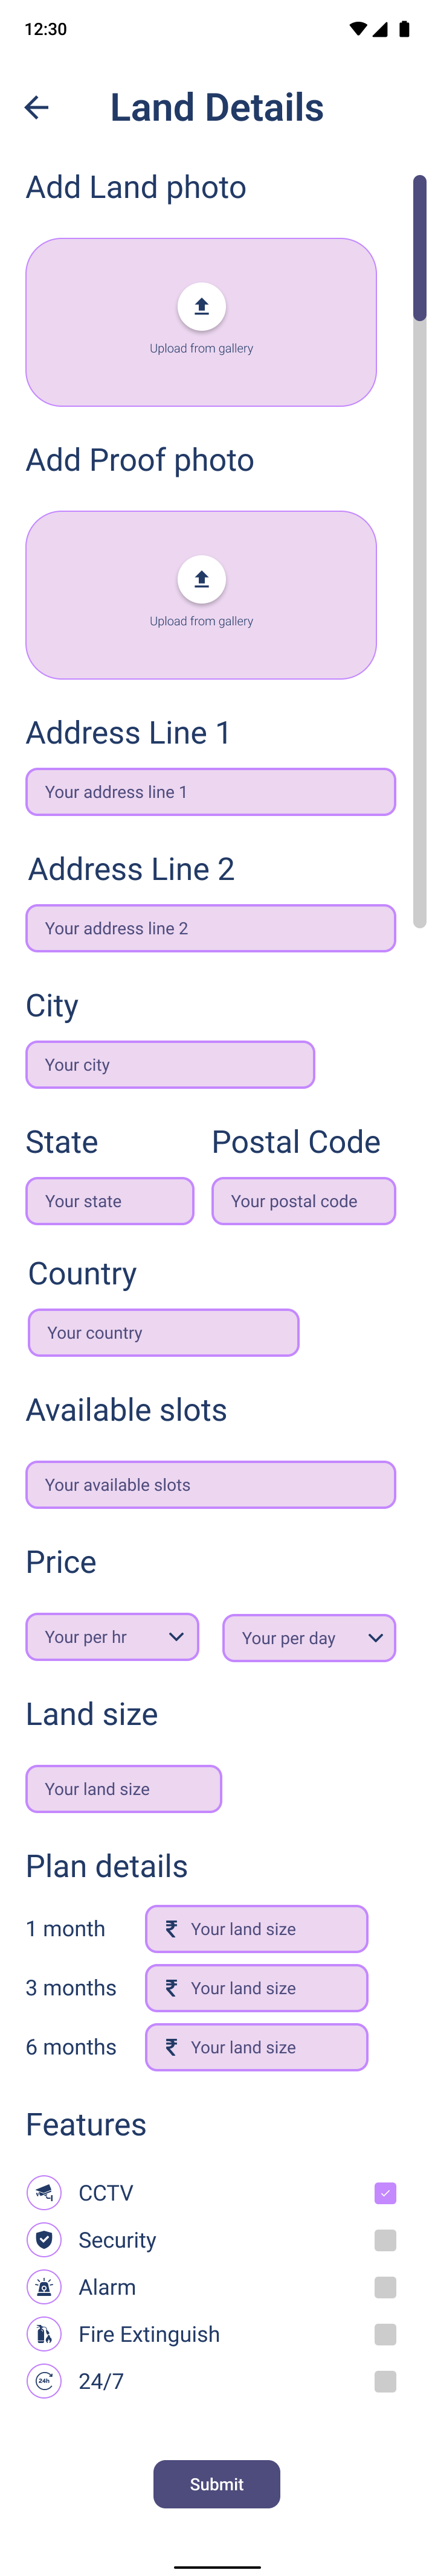 12:30
Land Details
Add Land photo
Upload from gallery
Add Proof photo
Upload from gallery
Address Line 1
Your address line 1
Address Line 2
Your address line 2
City
Your city
State Postal Code
Your state Your postal code
Country
Your country
Available slots
Your available slots
Price
Your per hr Your per day
Land size
Your land size
Plan details
1 month ₹ Your land size
3 months ₹ Your land size
6 months ₹ Your land size
Features
CCTV
Security
Alarm
Fire Extinguish
24h 24/7
Submit